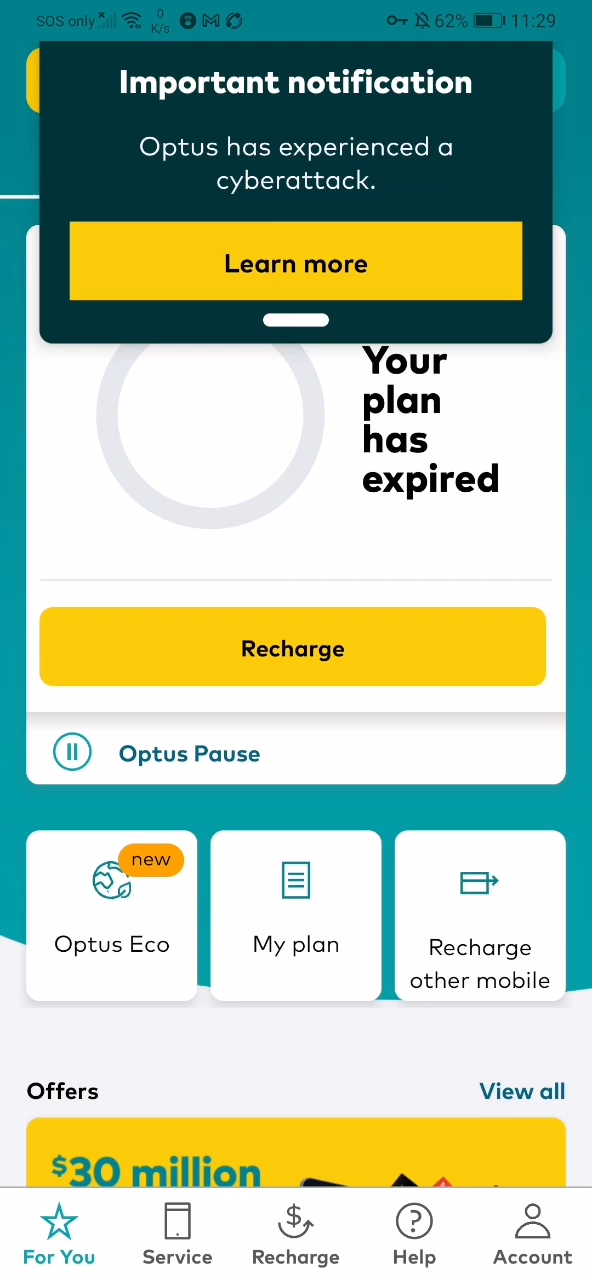 SOS only 0 K/s 62% 11:29
Important notification
Optus has experienced a
cyberattack.
Learn more
Your
plan
has
expired
Recharge
Optus Pause
new
Optus Eco
My plan
Recharge
other mobile
Offers
View all
$30 million
For You
Service
Recharge
Help
Account